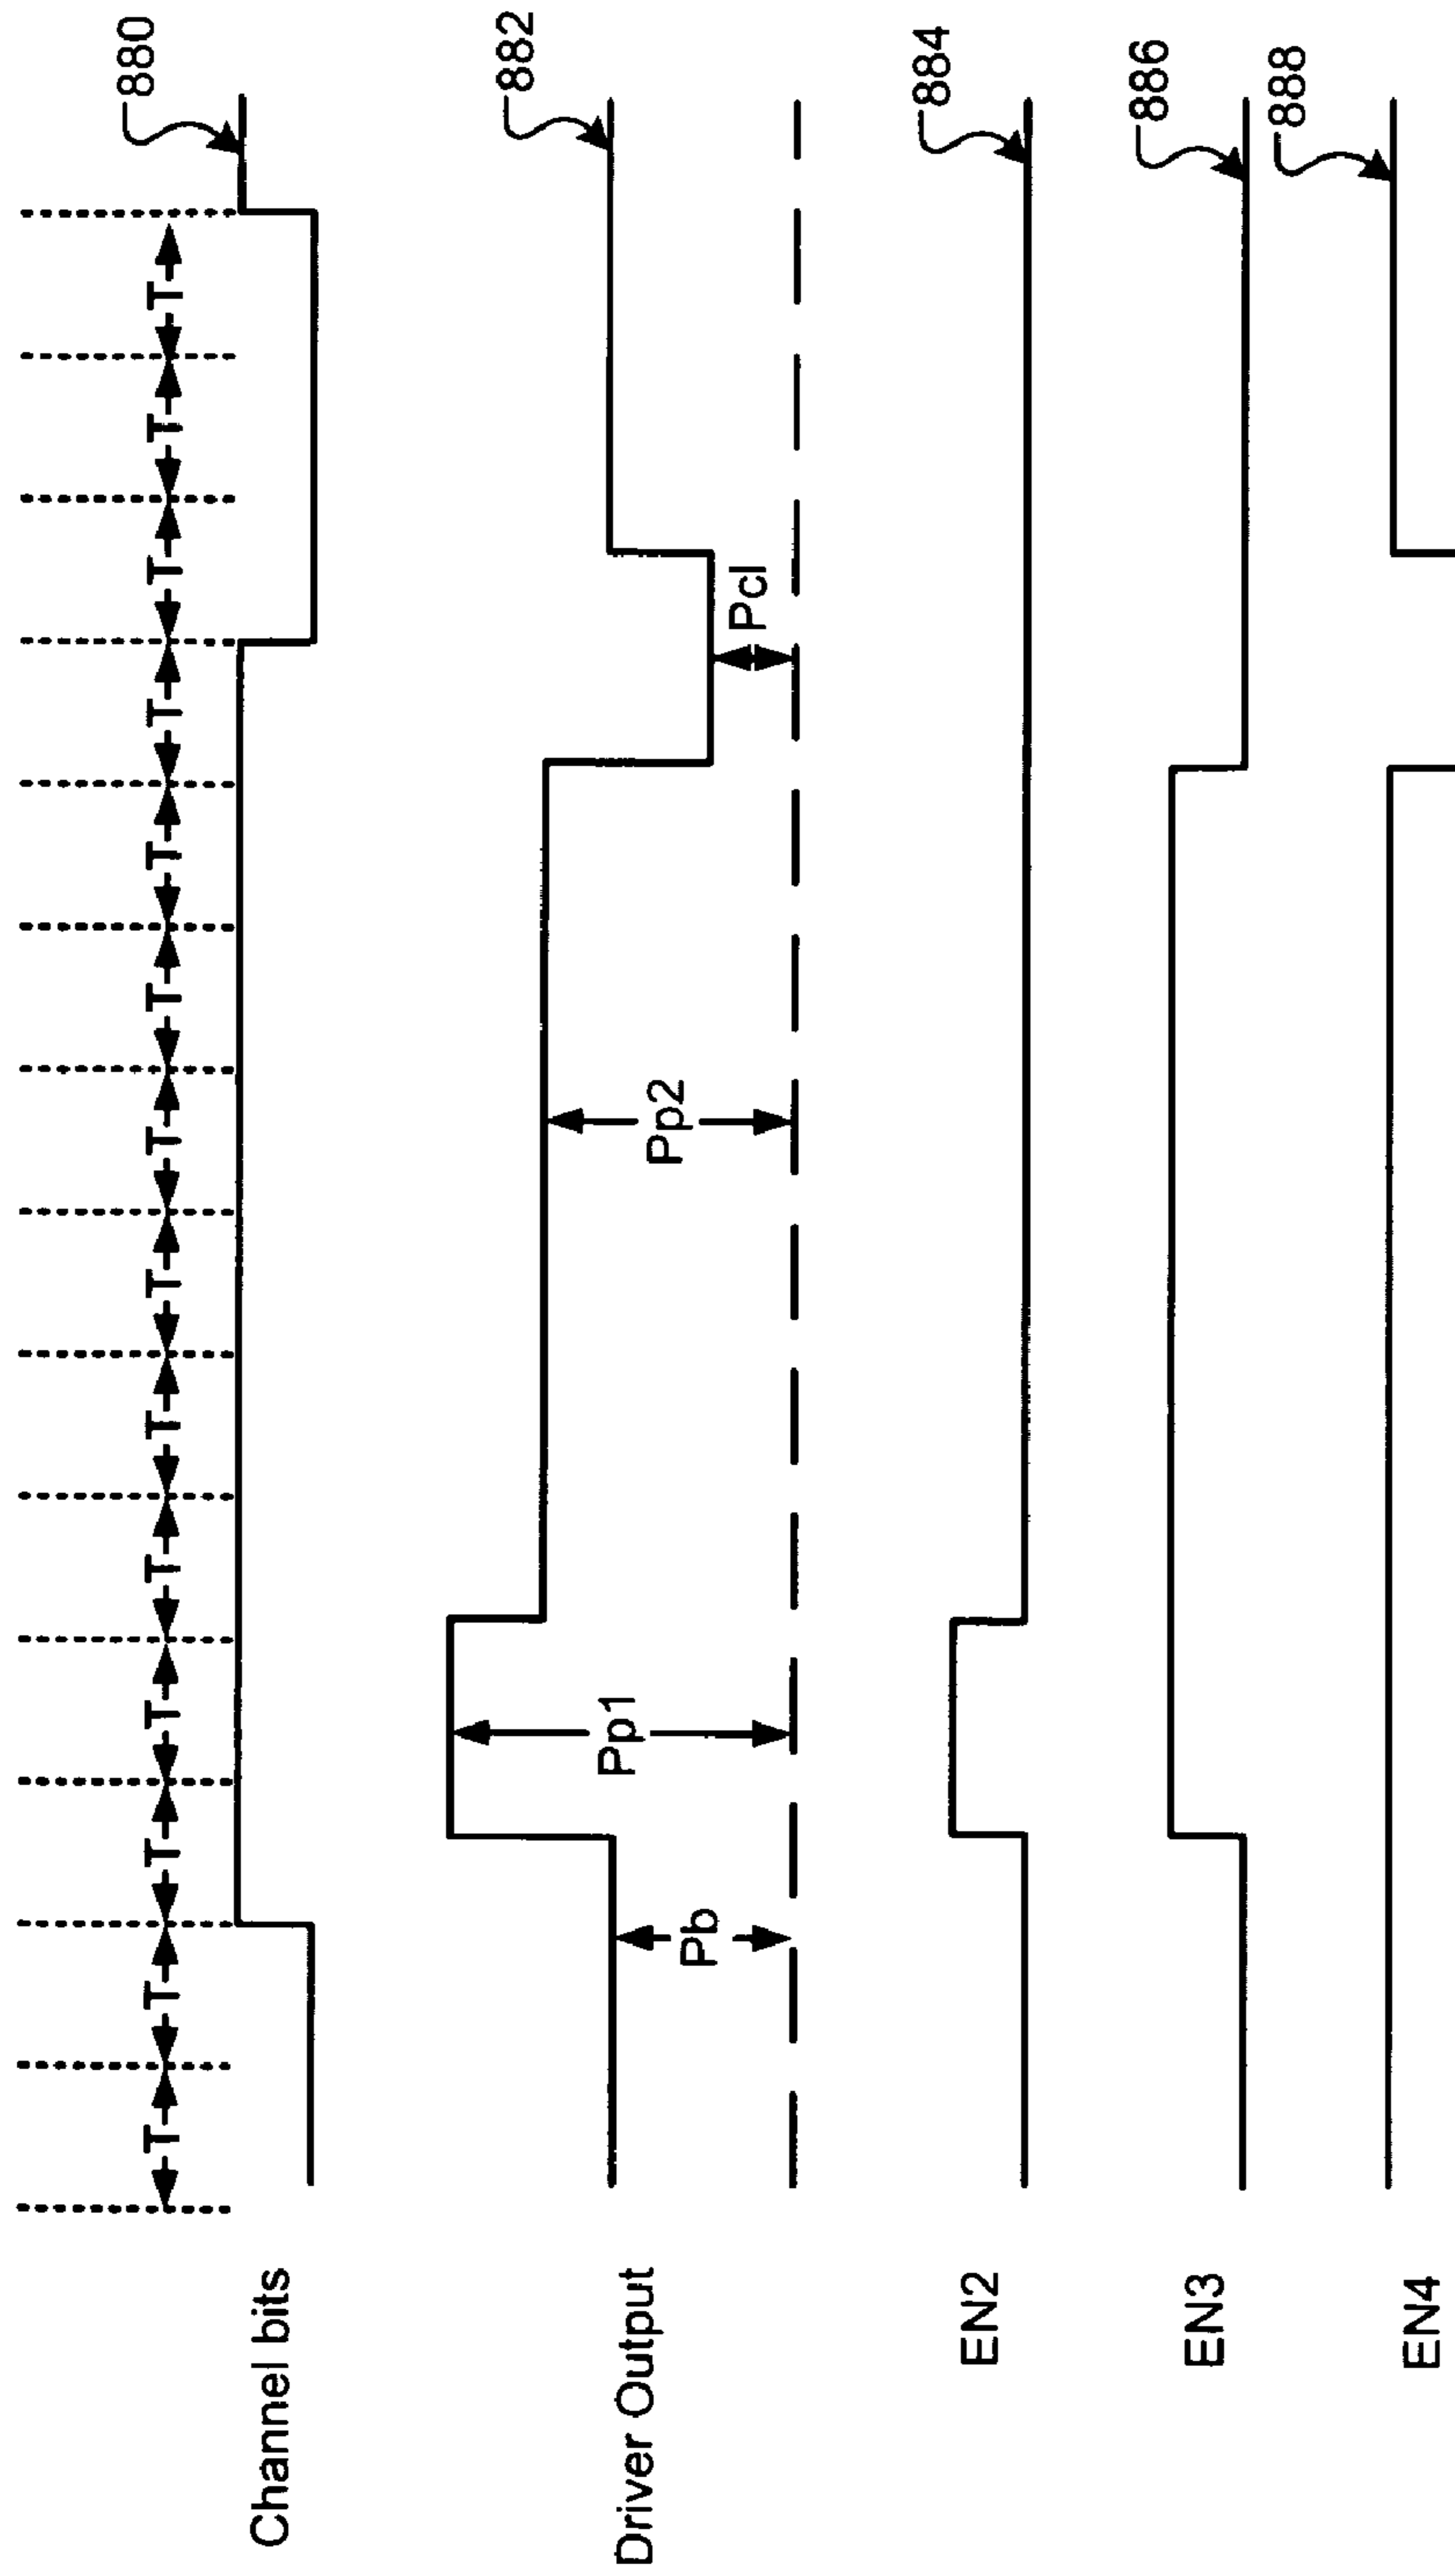 T T T T T T T T T T T T T T
Channel bits
880
Driver Output
882
Pb
Pp1
Pp2
Pcl
EN2
884
EN3
886
EN4
888